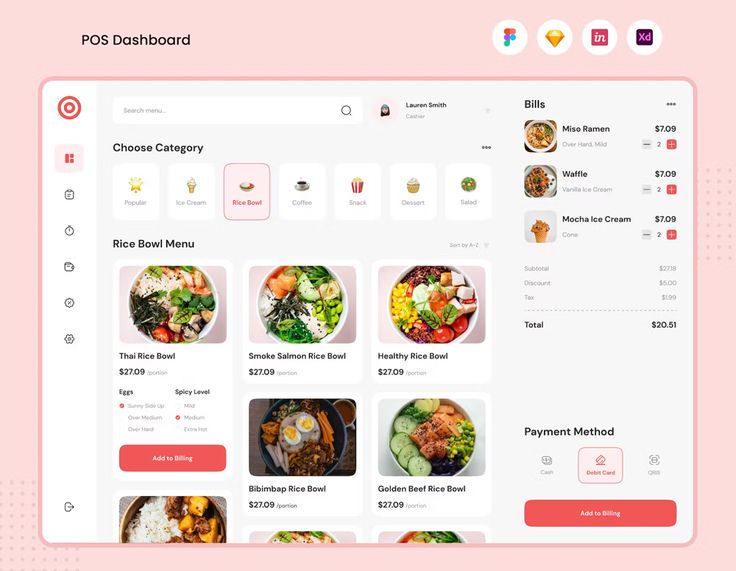 POS Dashboard
in
Xd
Search menu...
Lauren Smith
Cashier
Choose Category
Popular
Ice Cream
Rice Bowl
Coffee
Snack
Dessert
Salad
Rice Bowl Menu
Sort by A-Z
Thai Rice Bowl
$27.09 /portion
Eggs
Spicy Level
Sunny Side Up
Mild
Over Medium
Medium
Over Hard
Extra Hot
Add to Billing
Smoke Salmon Rice Bowl
$27.09 /portion
Healthy Rice Bowl
$27.09 /portion
Bibimbap Rice Bowl
$27.09 /portion
Golden Beef Rice Bowl
$27.09 /portion
Bills
Miso Ramen
$7.09
Over Hard, Mild
2
Waffle
$7.09
Vanilla Ice Cream
2
Mocha Ice Cream
$7.09
Cone
2
Subtotal
$27.18
Discount
$5.00
Tax
$1.99
Total
$20.51
Payment Method
Cash
Debit Card
QRIS
Add to Billing